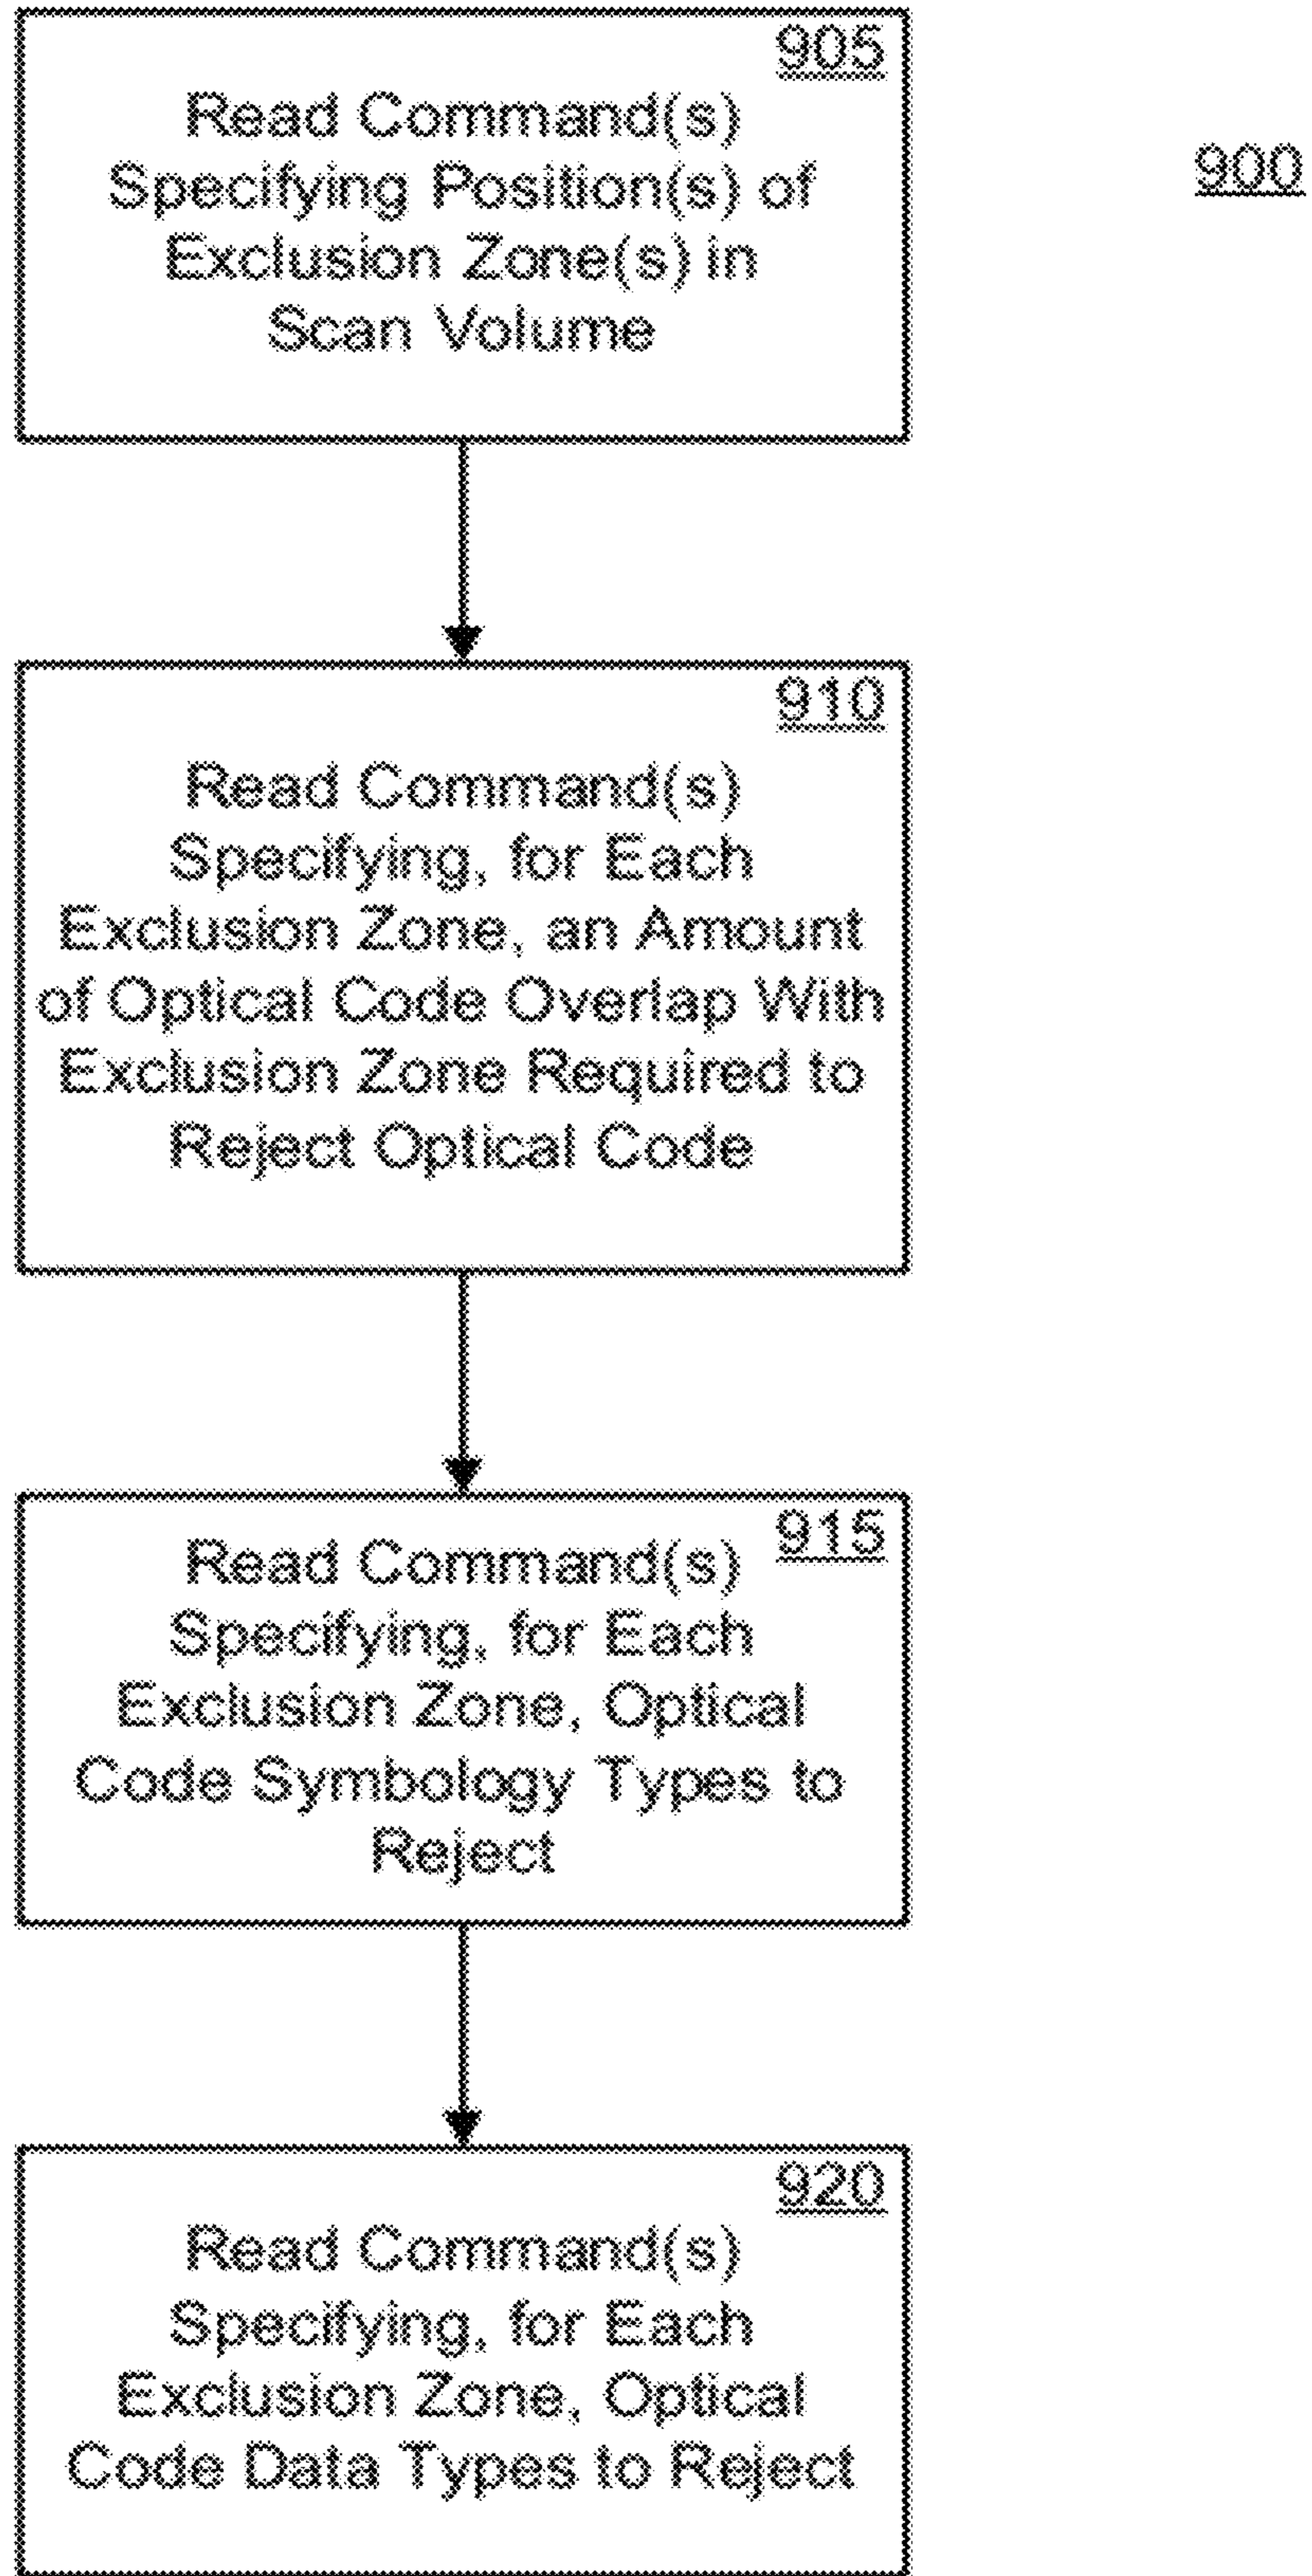 905
Read Command(s)
Specifying Position(s) of
Exclusion Zone(s) in
Scan Volume
900
910
Read Command(s)
Specifying, for Each
Exclusion Zone, an Amount
of Optical Code Overlap With
Exclusion Zone Required to
Reject Optical Code
915
Read Command(s)
Specifying, for Each
Exclusion Zone, Optical
Code Symbology Types to
Reject
920
Read Command(s)
Specifying, for Each
Exclusion Zone, Optical
Code Data Types to Reject